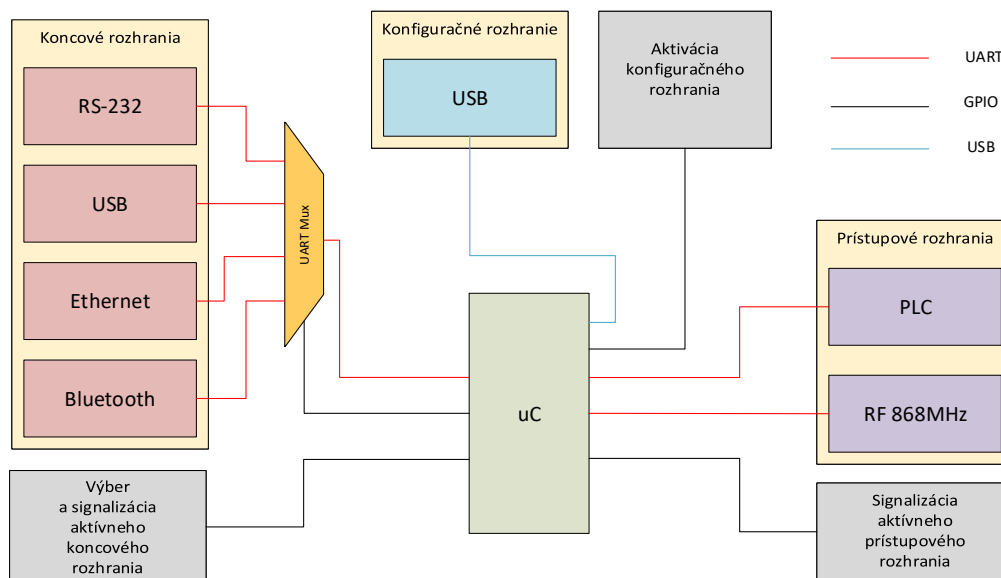 Koncové rozhrania
RS-232
USB
Ethernet
Bluetooth
UART Mux
Konfiguračné rozhranie
USB
Aktivácia
konfiguračného
rozhrania
UART
GPIO
USB
Prístupové rozhrania
PLC
RF 868MHz
uC
Výber
a signalizácia
aktívneho
koncového
rozhrania
Signalizácia
aktívneho
prístupového
rozhrania